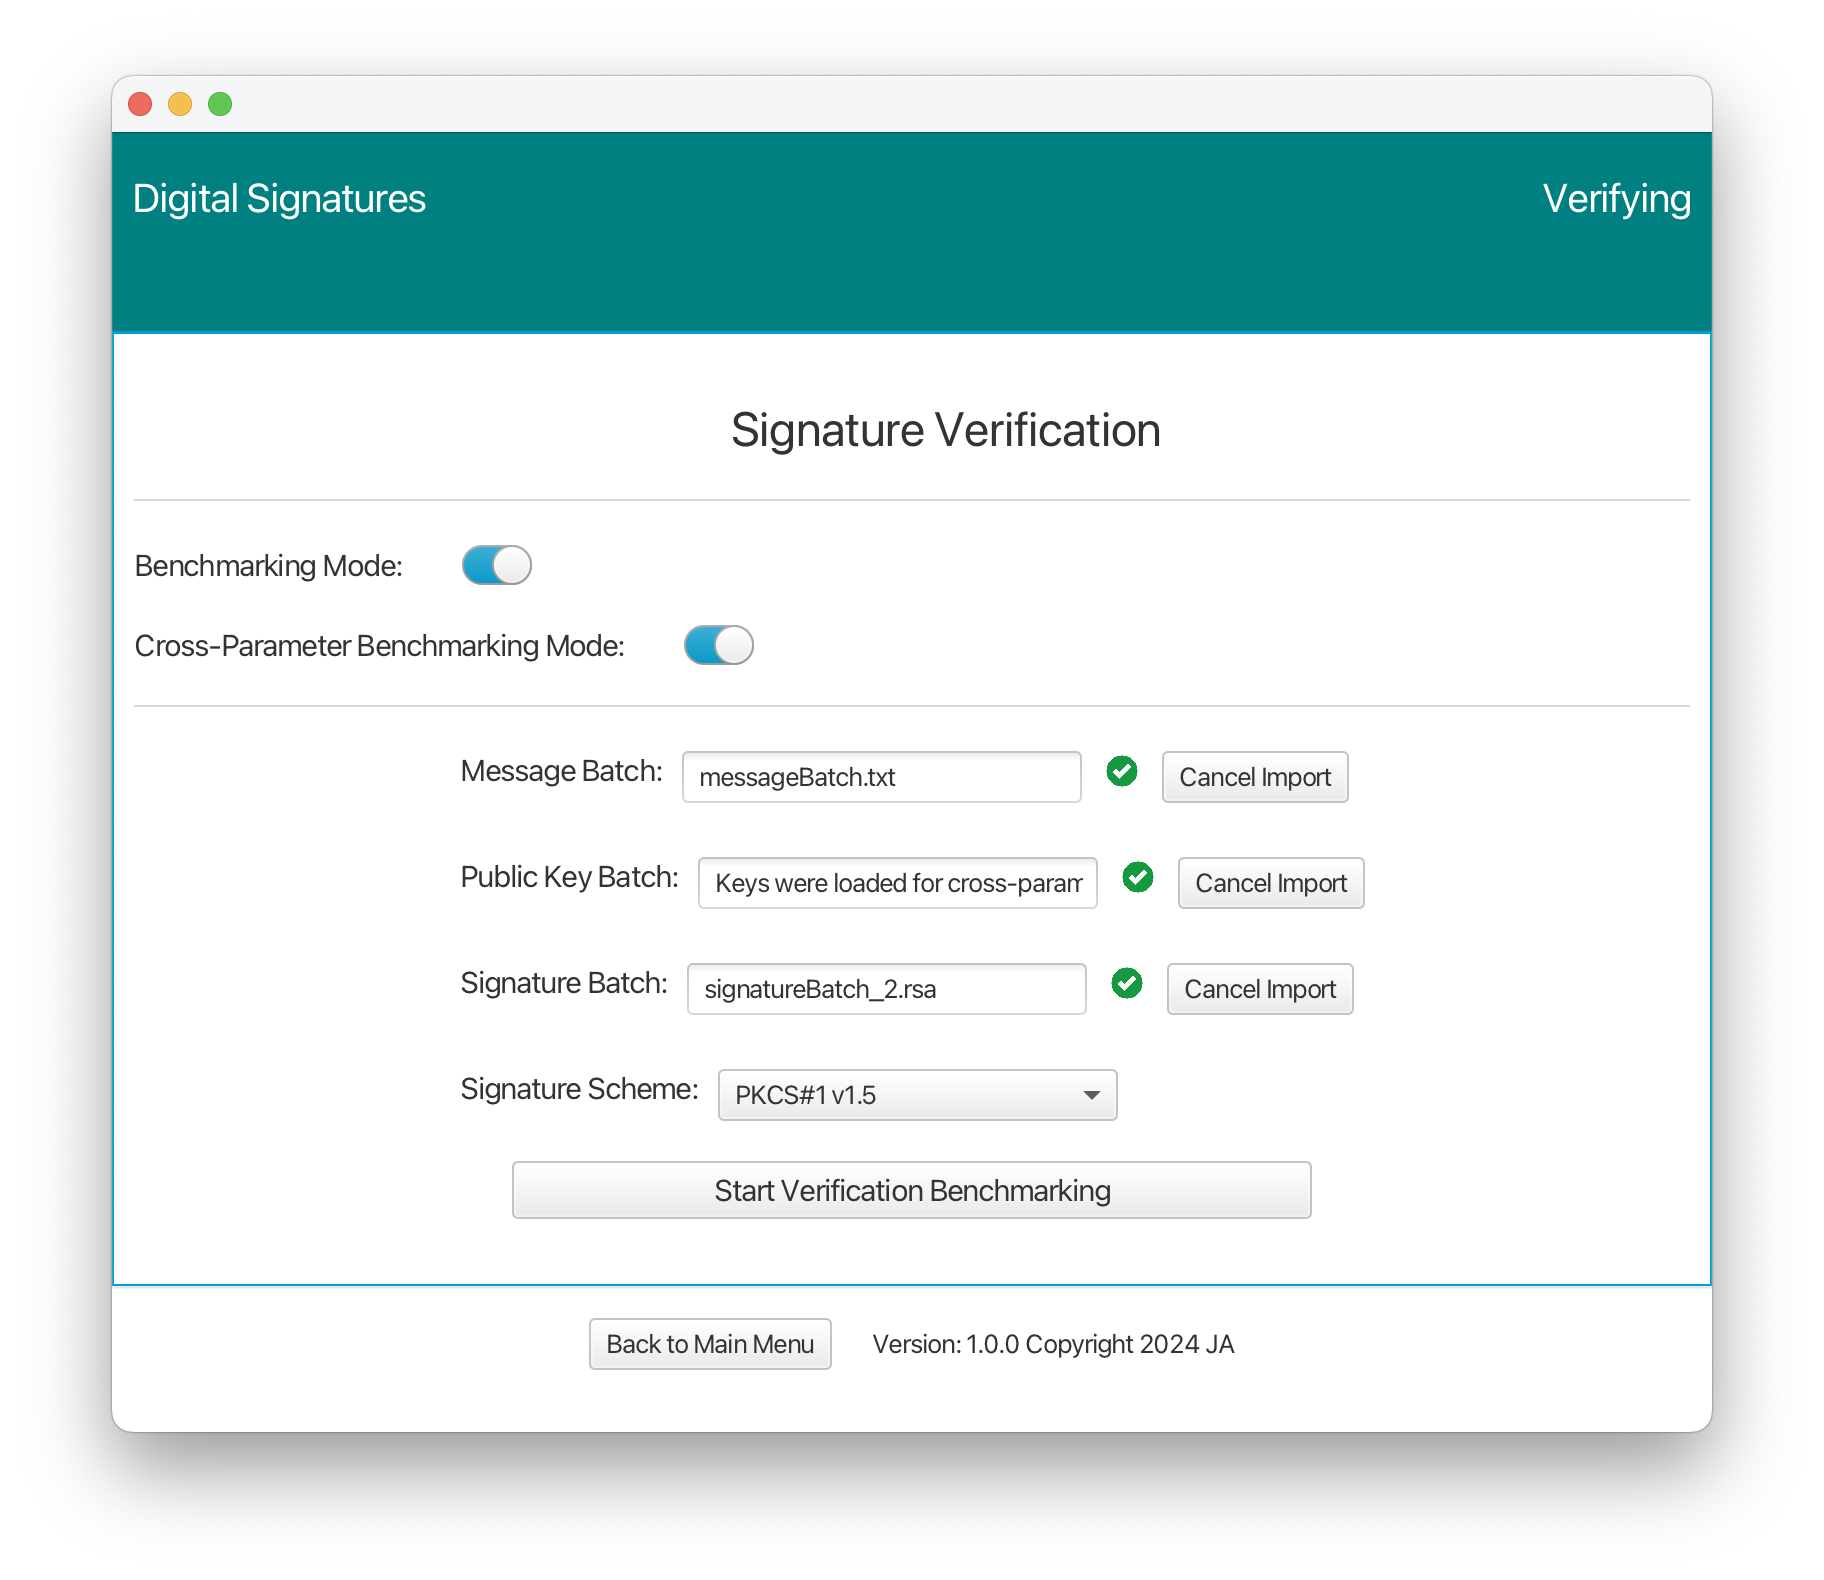 Digital Signatures
Verifying
Signature Verification
Benchmarking Mode:
Cross-Parameter Benchmarking Mode:
Message Batch: messageBatch.txt Cancel Import
Public Key Batch: Keys were loaded for cross-param Cancel Import
Signature Batch: signatureBatch_2.rsa Cancel Import
Signature Scheme: PKCS#1 v1.5
Start Verification Benchmarking
Back to Main Menu Version: 1.0.0 Copyright 2024 JA